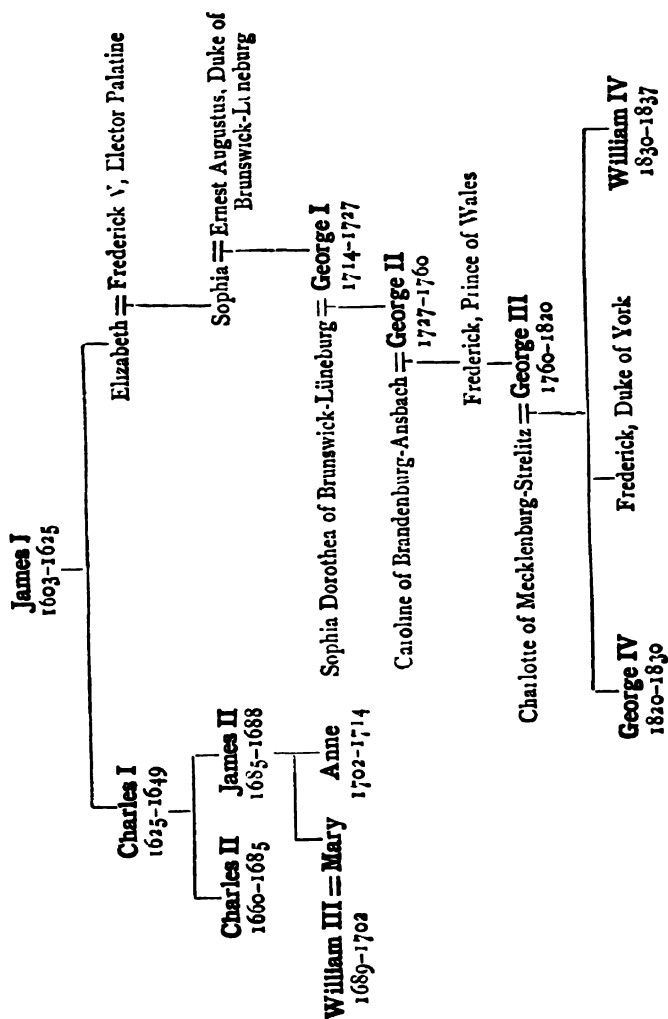 James I
1603–1625
Charles I
1625–1649
Elizabeth = Frederick V, Elector Palatine
Charles II
1660–1685
James II
1685–1688
Sophia = Ernest Augustus, Duke of
Brunswick-Luneburg
William III = Mary
1689–1702
Anne
1702–1714
Sophia Dorothea of Brunswick-Lüneburg = George I
1714–1727
Caroline of Brandenburg-Ansbach = George II
1727–1760
Frederick, Prince of Wales
Charlotte of Mecklenburg-Strelitz = George III
1760–1820
George IV
1820–1830
Frederick, Duke of York
William IV
1830–1837